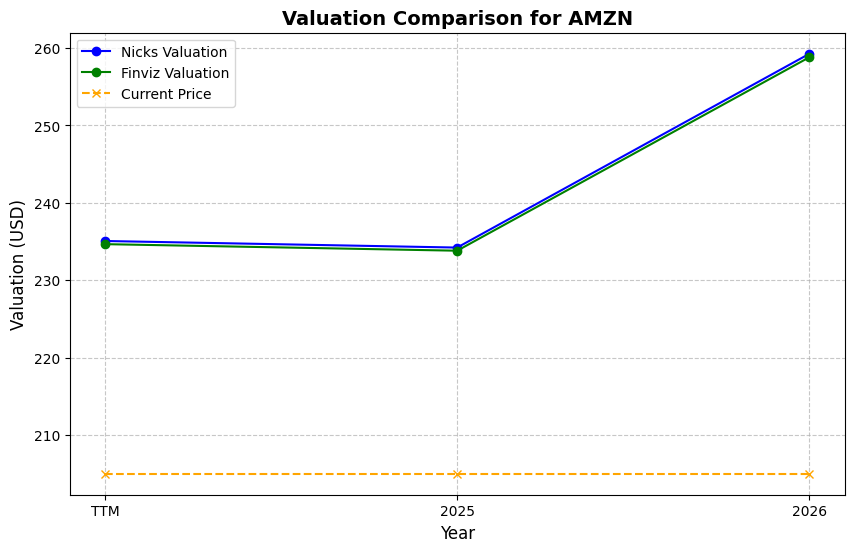 Valuation Comparison for AMZN
Nicks Valuation
Finviz Valuation
Current Price
Valuation (USD)
260
250
240
230
220
210
TTM
2025
2026
Year